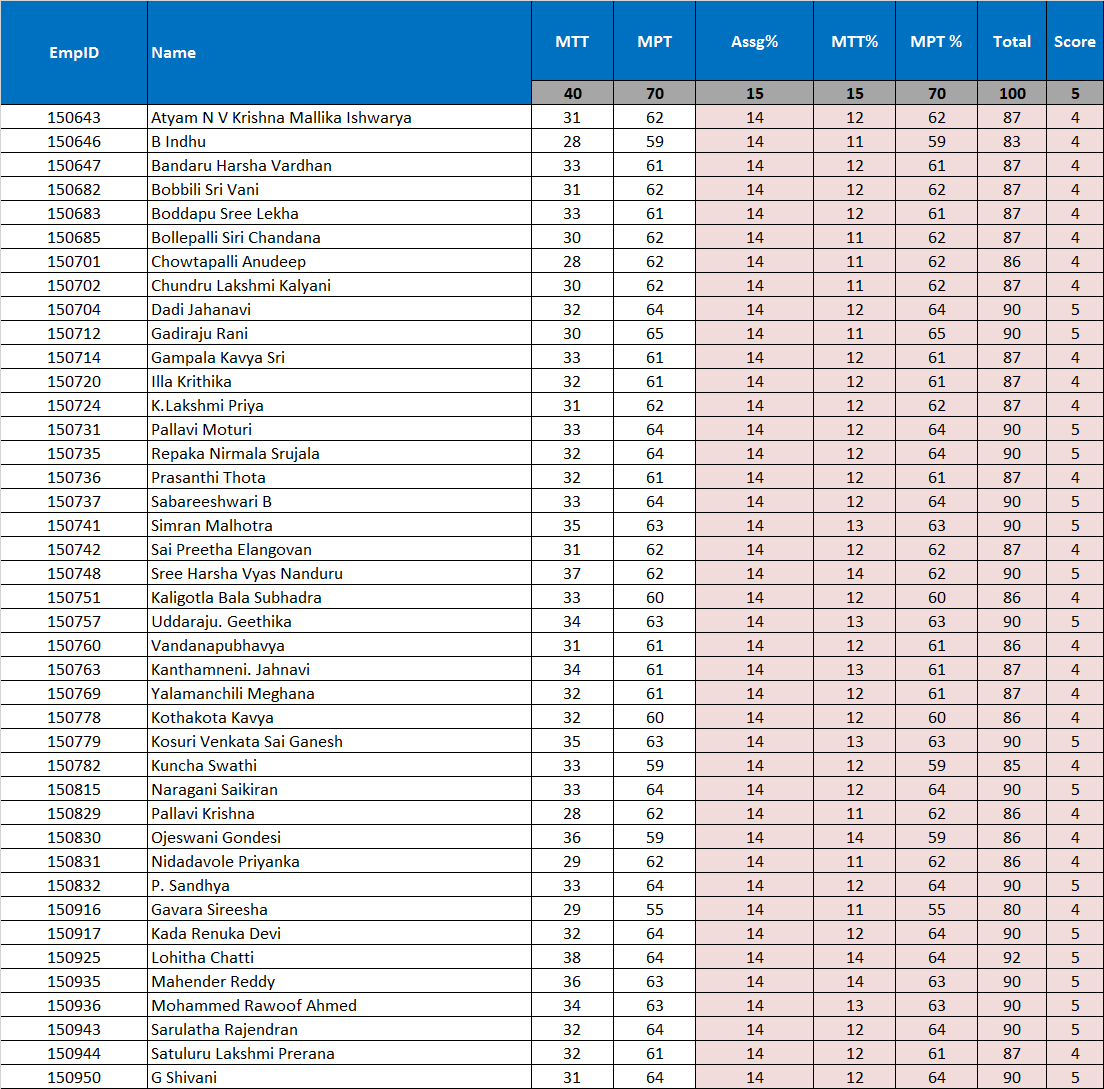 EmpID Name MTT MPT Assg% MTT% MPT % Total Score
40 70 15 15 70 100 5
150643 Atyam N V Krishna Mallika Ishwarya 31 62 14 12 62 87 4
150646 B Indhu 28 59 14 11 59 83 4
150647 Bandaru Harsha Vardhan 33 61 14 12 61 87 4
150682 Bobbili Sri Vani 31 62 14 12 62 87 4
150683 Boddapu Sree Lekha 33 61 14 12 61 87 4
150685 Bollepalli Siri Chandana 30 62 14 11 62 87 4
150701 Chowtapalli Anudeep 28 62 14 11 62 86 4
150702 Chundru Lakshmi Kalyani 30 62 14 11 62 87 4
150704 Dadi Jahanavi 32 64 14 12 64 90 5
150712 Gadiraju Rani 30 65 14 11 65 90 5
150714 Gampala Kavya Sri 33 61 14 12 61 87 4
150720 Illa Krithika 32 61 14 12 61 87 4
150724 K.Lakshmi Priya 31 62 14 12 62 87 4
150731 Pallavi Moturi 33 64 14 12 64 90 5
150735 Repaka Nirmala Srujala 32 64 14 12 64 90 5
150736 Prasanthi Thota 32 61 14 12 61 87 4
150737 Sabareeshwari B 33 64 14 12 64 90 5
150741 Simran Malhotra 35 63 14 13 63 90 5
150742 Sai Preetha Elangovan 31 62 14 12 62 87 4
150748 Sree Harsha Vyas Nanduru 37 62 14 14 62 90 5
150751 Kaligotla Bala Subhadra 33 60 14 12 60 86 4
150757 Uddaraju. Geethika 34 63 14 13 63 90 5
150760 Vandanapubhavya 31 61 14 12 61 86 4
150763 Kanthamneni. Jahnavi 34 61 14 13 61 87 4
150769 Yalamanchili Meghana 32 61 14 12 61 87 4
150778 Kothakota Kavya 32 60 14 12 60 86 4
150779 Kosuri Venkata Sai Ganesh 35 63 14 13 63 90 5
150782 Kuncha Swathi 33 59 14 12 59 85 4
150815 Naragani Saikiran 33 64 14 12 64 90 5
150829 Pallavi Krishna 28 62 14 11 62 86 4
150830 Ojeswani Gondesi 36 59 14 14 59 86 4
150831 Nidadavole Priyanka 29 62 14 11 62 86 4
150832 P. Sandhya 33 64 14 12 64 90 5
150916 Gavara Sireesha 29 55 14 11 55 80 4
150917 Kada Renuka Devi 32 64 14 12 64 90 5
150925 Lohitha Chatti 38 64 14 14 64 92 5
150935 Mahender Reddy 36 63 14 14 63 90 5
150936 Mohammed Rawoof Ahmed 34 63 14 13 63 90 5
150943 Sarulatha Rajendran 32 64 14 12 64 90 5
150944 Satuluru Lakshmi Prerana 32 61 14 12 61 87 4
150950 G Shivani 31 64 14 12 64 90 5